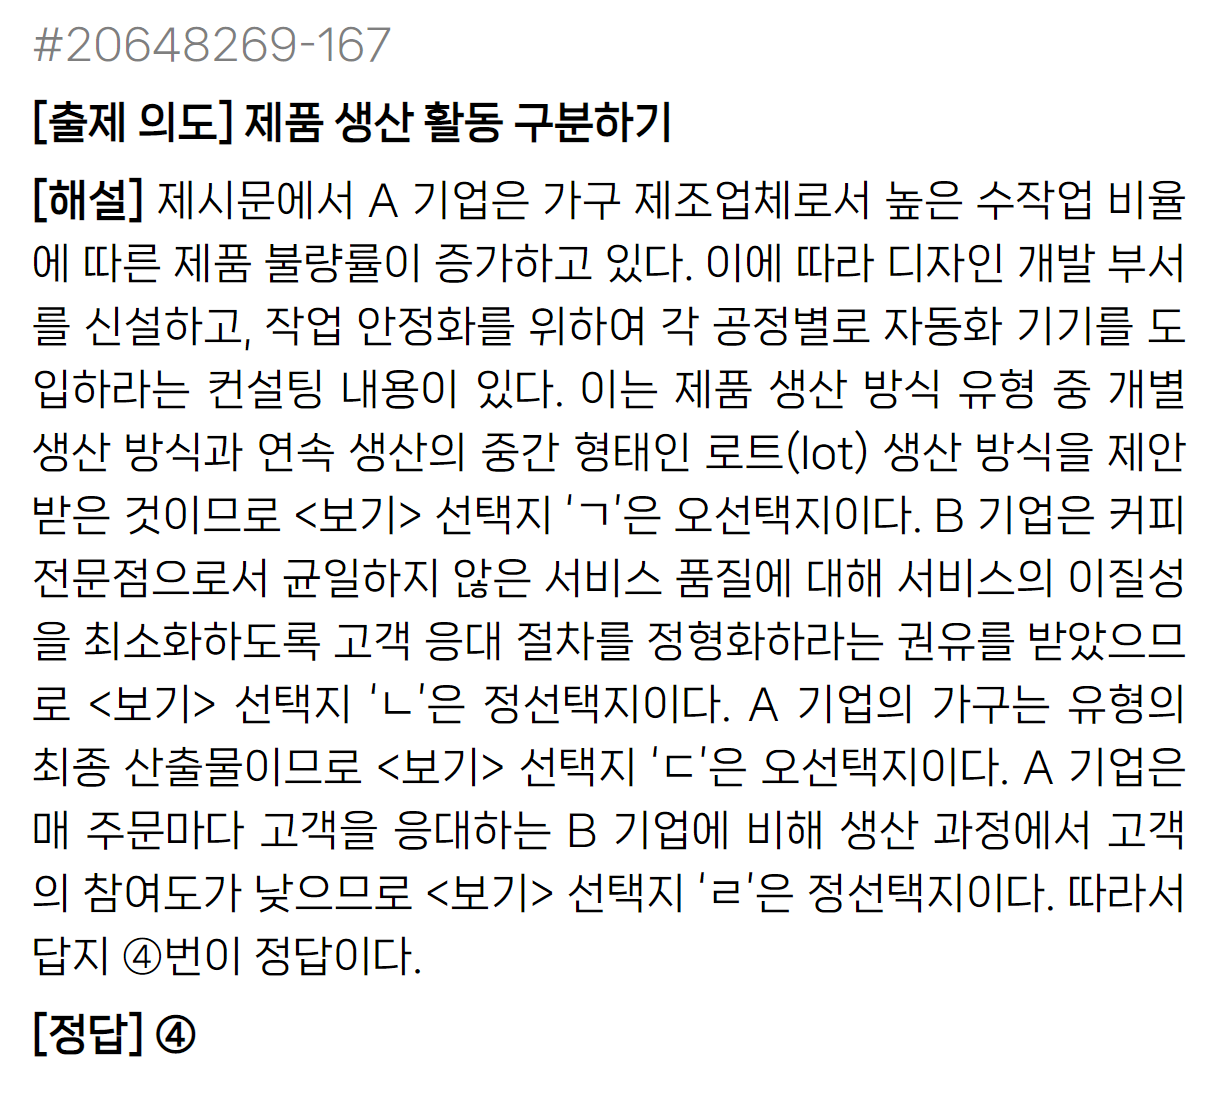 #20648269-167
[출제 의도] 제품 생산 활동 구분하기
[해설] 제시문에서 A 기업은 가구 제조업체로서 높은 수작업 비율
에 따른 제품 불량률이 증가하고 있다. 이에 따라 디자인 개발 부서
를 신설하고, 작업 안정화를 위하여 각 공정별로 자동화 기기를 도
입하라는 컨설팅 내용이 있다. 이는 제품 생산 방식 유형 중 개별
생산 방식과 연속 생산의 중간 형태인 로트(lot) 생산 방식을 제안
받은 것이므로 <보기> 선택지 ‘ㄱ’은 오선택지이다. B 기업은 커피
전문점으로서 균일하지 않은 서비스 품질에 대해 서비스의 이질성
을 최소화하도록 고객 응대 절차를 정형화하라는 권유를 받았으므
로 <보기> 선택지 ‘ㄴ’은 정선택지이다. A 기업의 가구는 유형의
최종 산출물이므로 <보기> 선택지 ‘ㄷ’은 오선택지이다. A 기업은
매 주문마다 고객을 응대하는 B 기업에 비해 생산 과정에서 고객
의 참여도가 낮으므로 <보기> 선택지 ‘ㄹ’은 정선택지이다. 따라서
답지 ④번이 정답이다.
[정답] ④